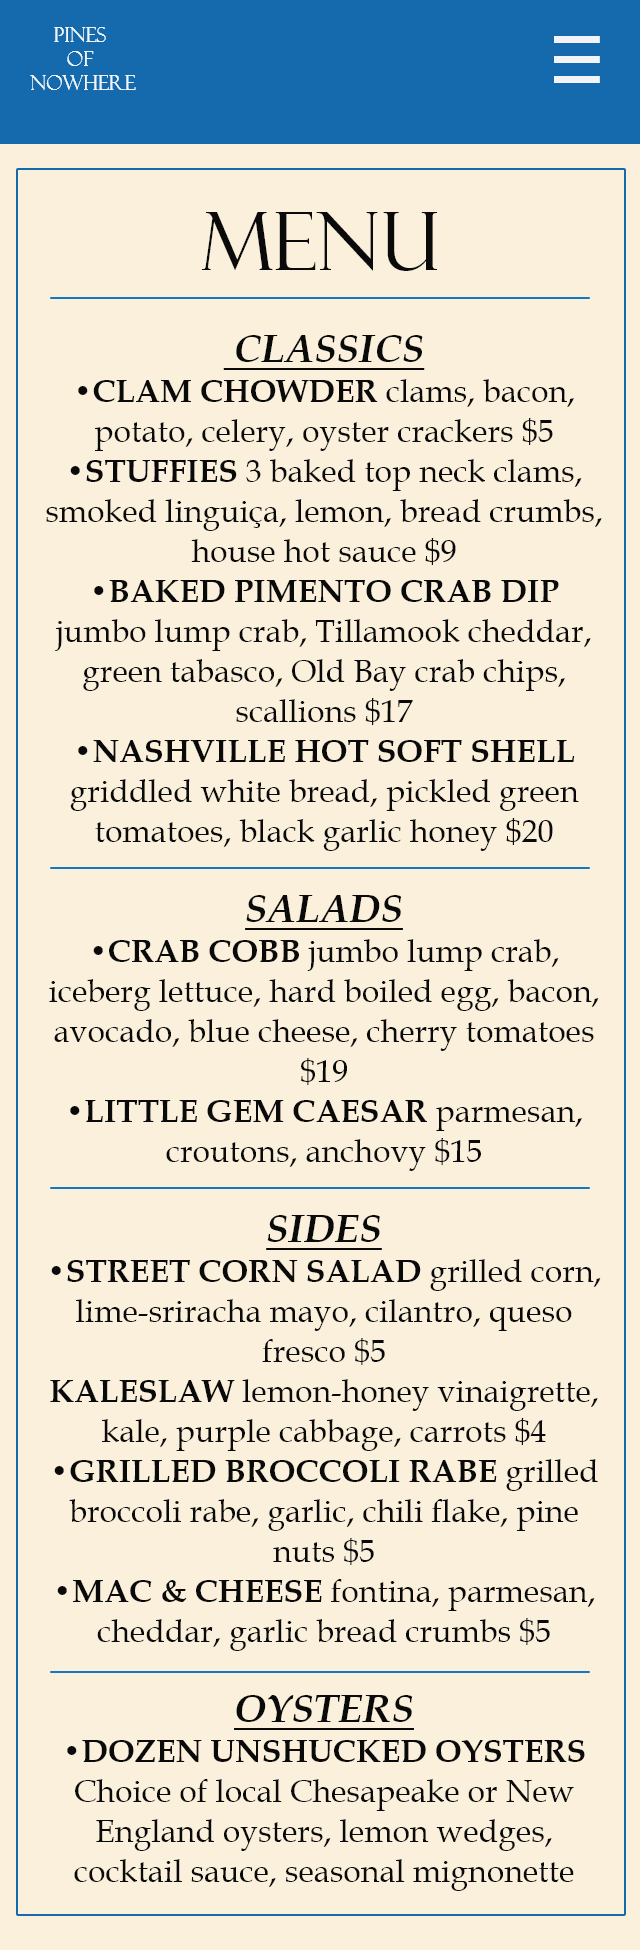 PINES
OF
NOWHERE
MENU
CLASSICS
•CLAM CHOWDER clams, bacon,
potato, celery, oyster crackers $5
•STUFFIES 3 baked top neck clams,
smoked linguiça, lemon, bread crumbs,
house hot sauce $9
•BAKED PIMENTO CRAB DIP
jumbo lump crab, Tillamook cheddar,
green tabasco, Old Bay crab chips,
scallions $17
•NASHVILLE HOT SOFT SHELL
griddled white bread, pickled green
tomatoes, black garlic honey $20
SALADS
•CRAB COBB jumbo lump crab,
iceberg lettuce, hard boiled egg, bacon,
avocado, blue cheese, cherry tomatoes
$19
•LITTLE GEM CAESAR parmesan,
croutons, anchovy $15
SIDES
•STREET CORN SALAD grilled corn,
lime-sriracha mayo, cilantro, queso
fresco $5
KALESLAW lemon-honey vinaigrette,
kale, purple cabbage, carrots $4
•GRILLED BROCCOLI RABE grilled
broccoli rabe, garlic, chili flake, pine
nuts $5
•MAC & CHEESE fontina, parmesan,
cheddar, garlic bread crumbs $5
OYSTERS
•DOZEN UNSHUCKED OYSTERS
Choice of local Chesapeake or New
England oysters, lemon wedges,
cocktail sauce, seasonal mignonette